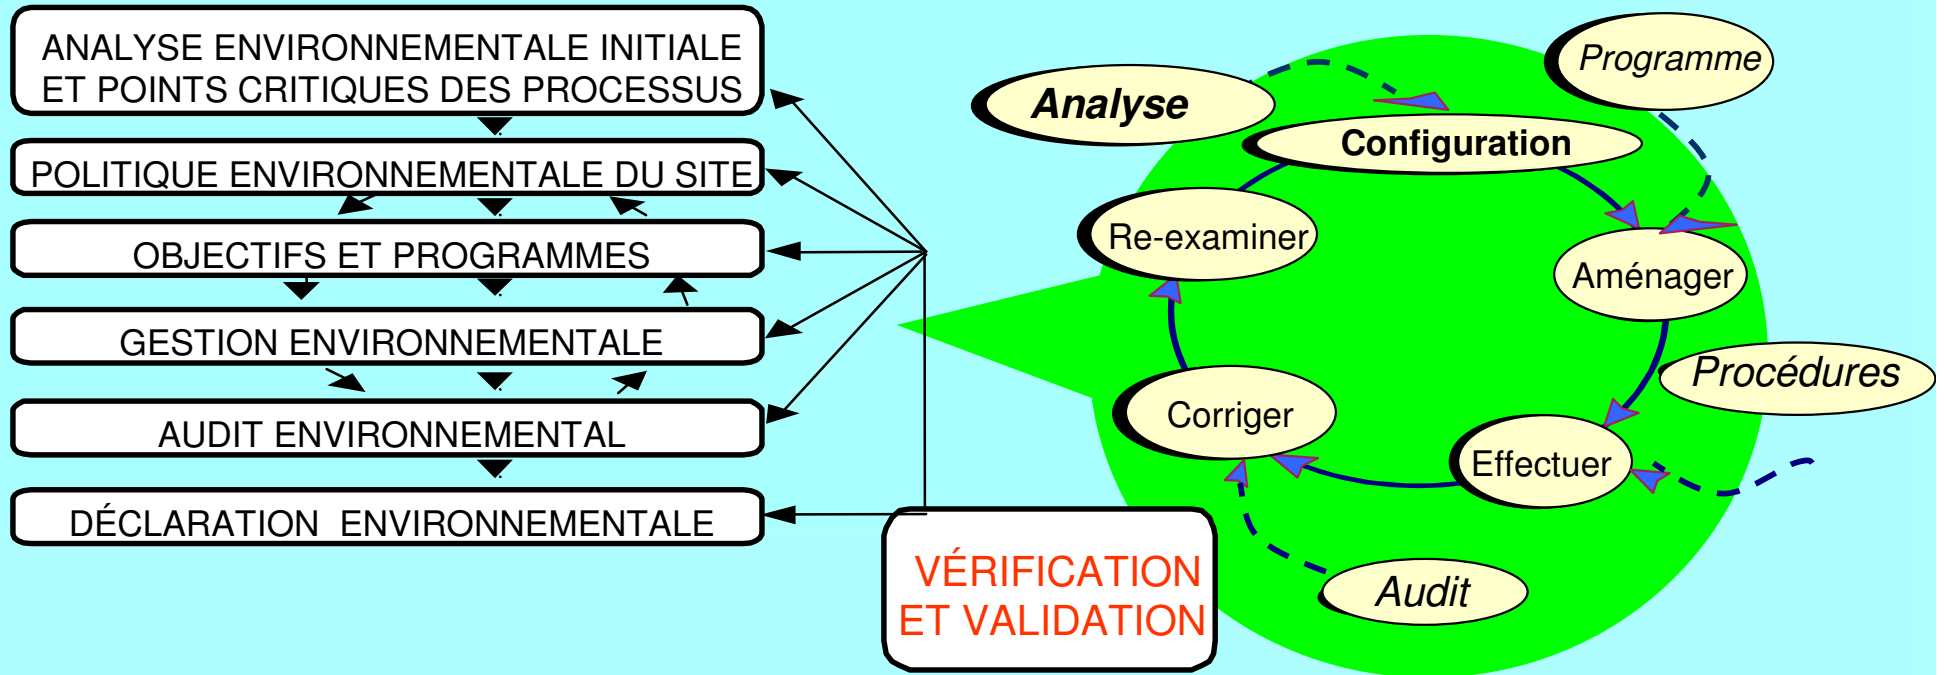 ANALYSE ENVIRONNEMENTALE INITIALE
ET POINTS CRITIQUES DES PROCESSUS
POLITIQUE ENVIRONNEMENTALE DU SITE
OBJECTIFS ET PROGRAMMES
GESTION ENVIRONNEMENTALE
AUDIT ENVIRONNEMENTAL
DÉCLARATION ENVIRONNEMENTALE
VÉRIFICATION
ET VALIDATION
Programme
Analyse
Configuration
Re-examiner
Aménager
Procédures
Corriger
Effectuer
Audit